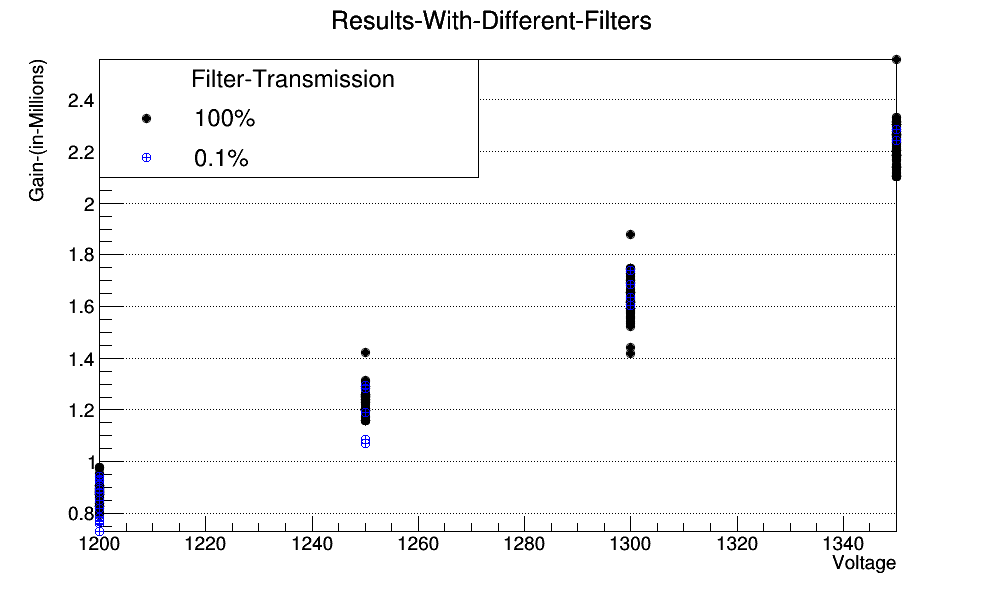 Results-With-Different-Filters
Gain-(in-Millions)
Filter-Transmission
100%
0.1%
2.4
2.2
2
1.8
1.6
1.4
1.2
1
0.8
1200 1220 1240 1260 1280 1300 1320 1340
Voltage